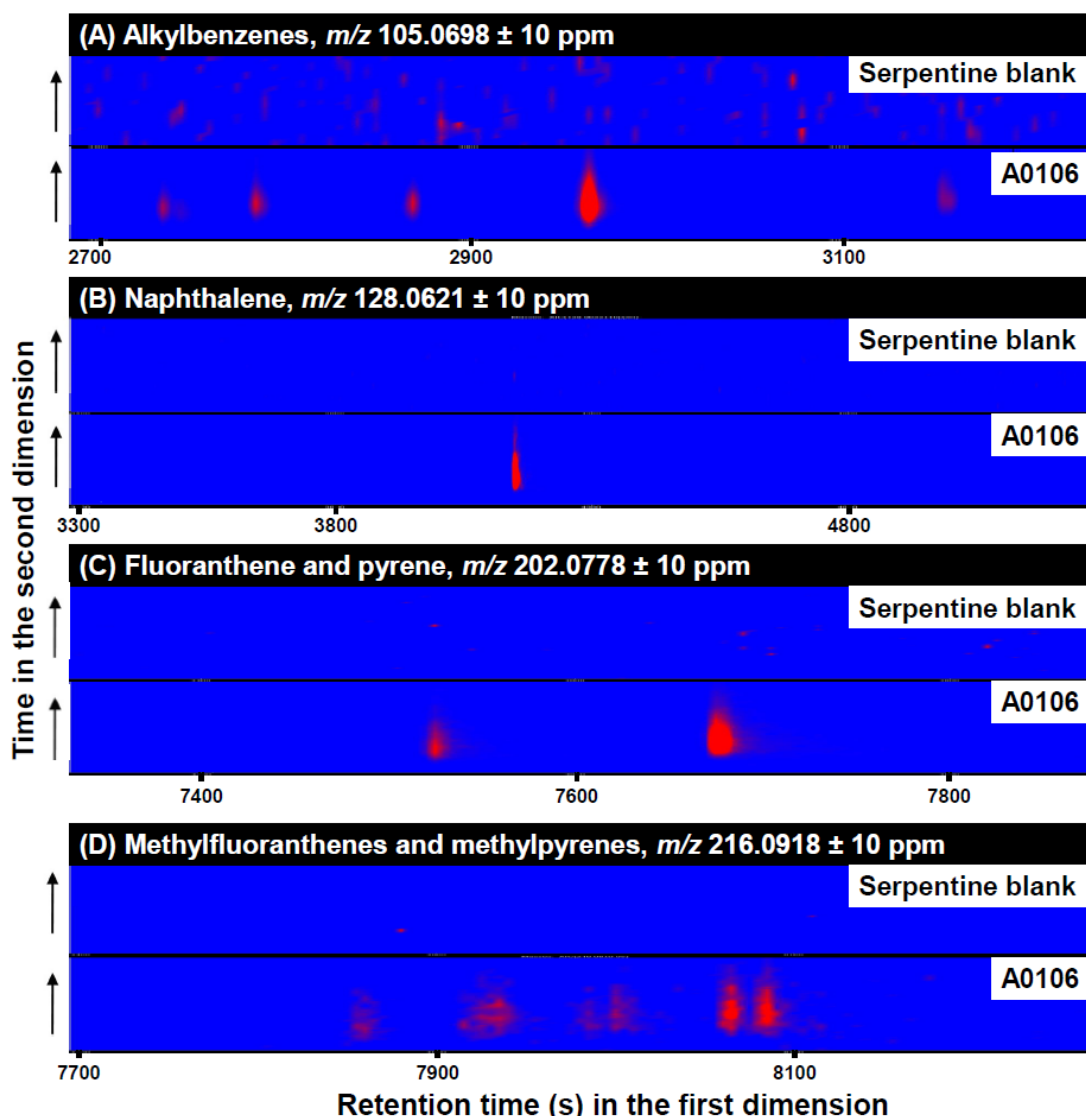 (A) Alkylbenzenes, m/z 105.0698 ± 10 ppm
Serpentine blank
A0106
2700 2900 3100
(B) Naphthalene, m/z 128.0621 ± 10 ppm
Serpentine blank
A0106
3300 3800 4800
(C) Fluoranthene and pyrene, m/z 202.0778 ± 10 ppm
Serpentine blank
A0106
7400 7600 7800
(D) Methylfluoranthenes and methylpyrenes, m/z 216.0918 ± 10 ppm
Serpentine blank
A0106
7700 7900 8100
Time in the second dimension
Retention time (s) in the first dimension